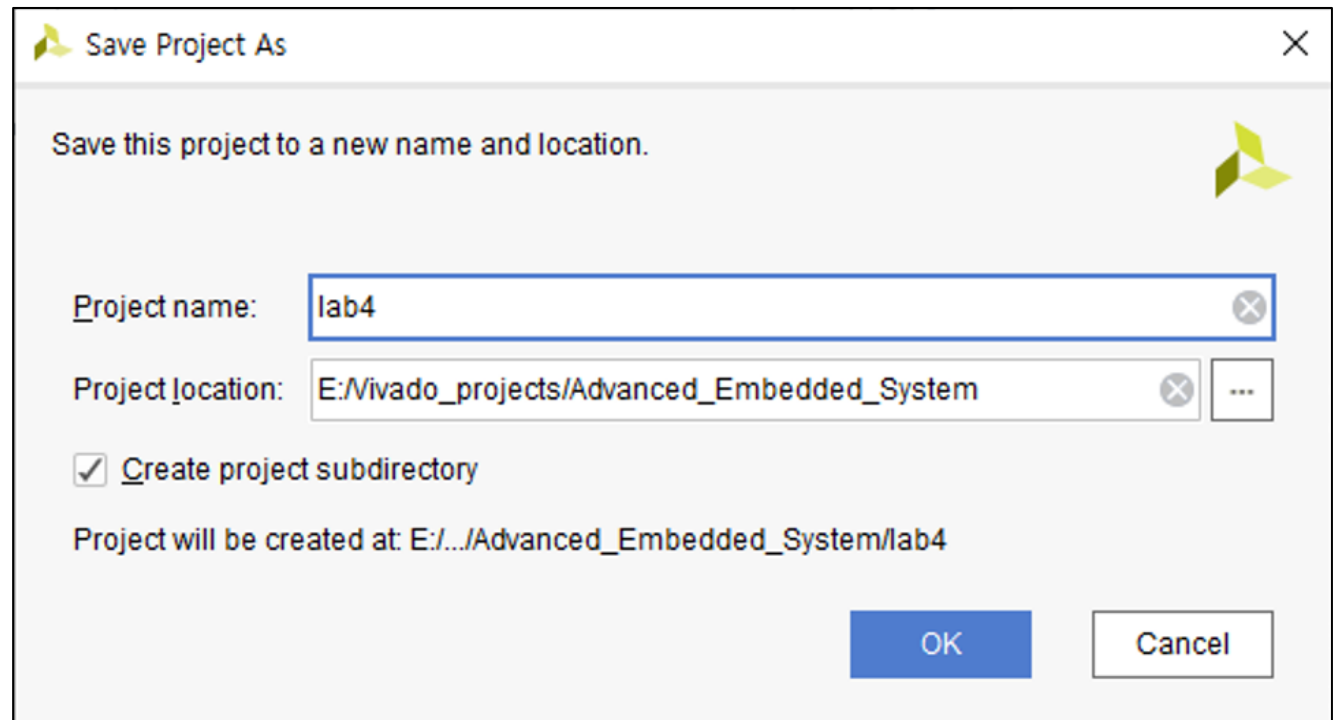 Save Project As
Save this project to a new name and location.
Project name: lab4
Project location: E:/Vivado_projects/Advanced_Embedded_System ...
Create project subdirectory
Project will be created at: E:/.../Advanced_Embedded_System/lab4
OK Cancel